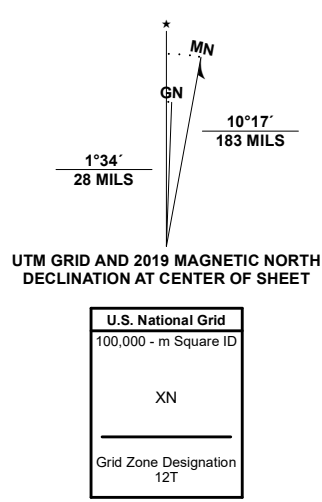 ★
MN
GN
10°17´
183 MILS
1°34´
28 MILS
UTM GRID AND 2019 MAGNETIC NORTH
DECLINATION AT CENTER OF SHEET
U.S. National Grid
100,000 - m Square ID
XN
Grid Zone Designation
12T